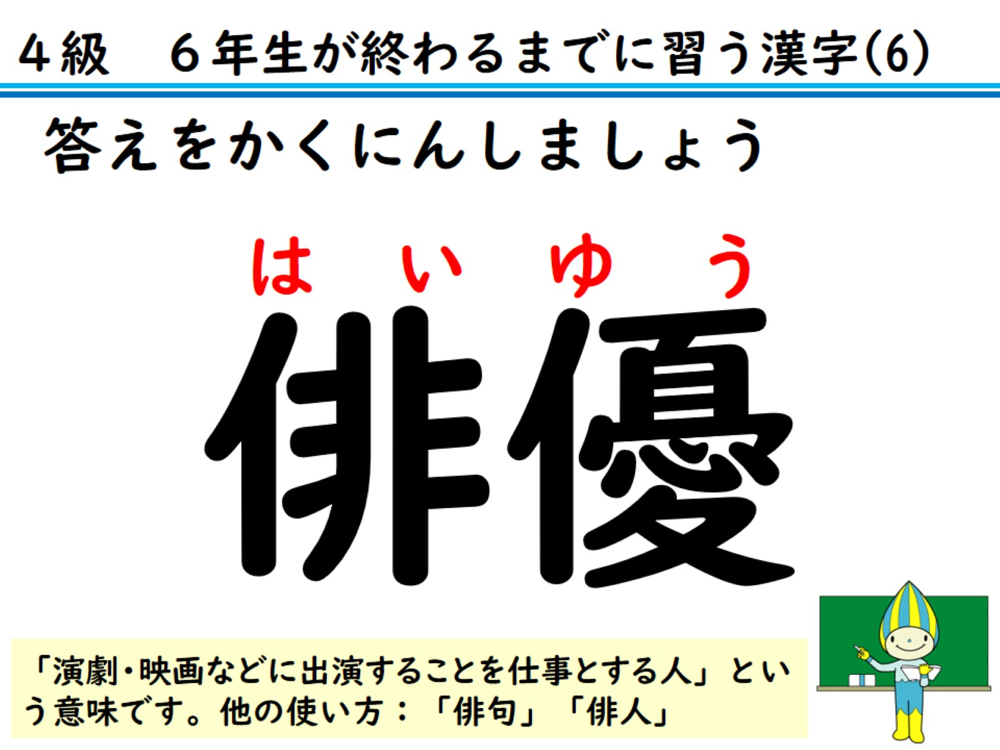 ４級　６年生が終わるまでに習う漢字(6)
答えをかくにんしましょう
はいゆう
俳優
「演劇・映画などに出演することを仕事とする人」とい
う意味です。他の使い方：「俳句」「俳人」